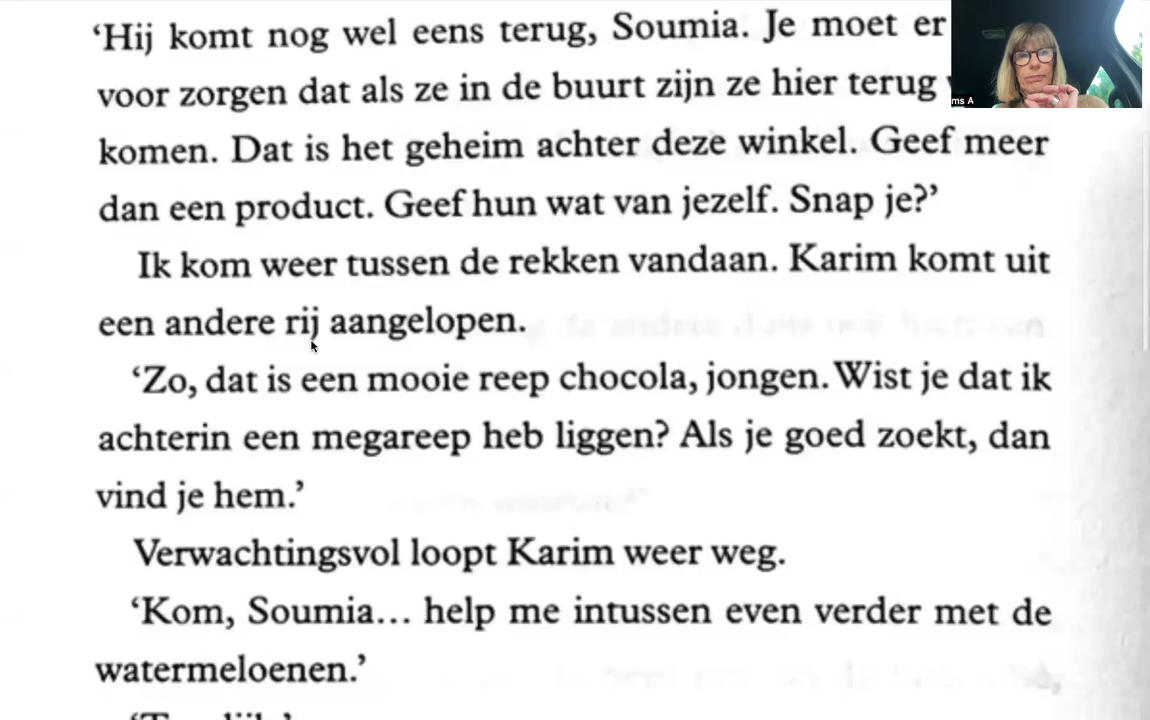 ‘Hij komt nog wel eens terug, Soumia. Je moet er
voor zorgen dat als ze in de buurt zijn ze hier terug
komen. Dat is het geheim achter deze winkel. Geef meer
dan een product. Geef hun wat van jezelf. Snap je?’
Ik kom weer tussen de rekken vandaan. Karim komt uit
een andere rij aangelopen.
‘Zo, dat is een mooie reep chocola, jongen. Wist je dat ik
achterin een megareep heb liggen? Als je goed zoekt, dan
vind je hem.’
Verwachtingsvol loopt Karim weer weg.
‘Kom, Soumia... help me intussen even verder met de
watermeloenen.’
ms A